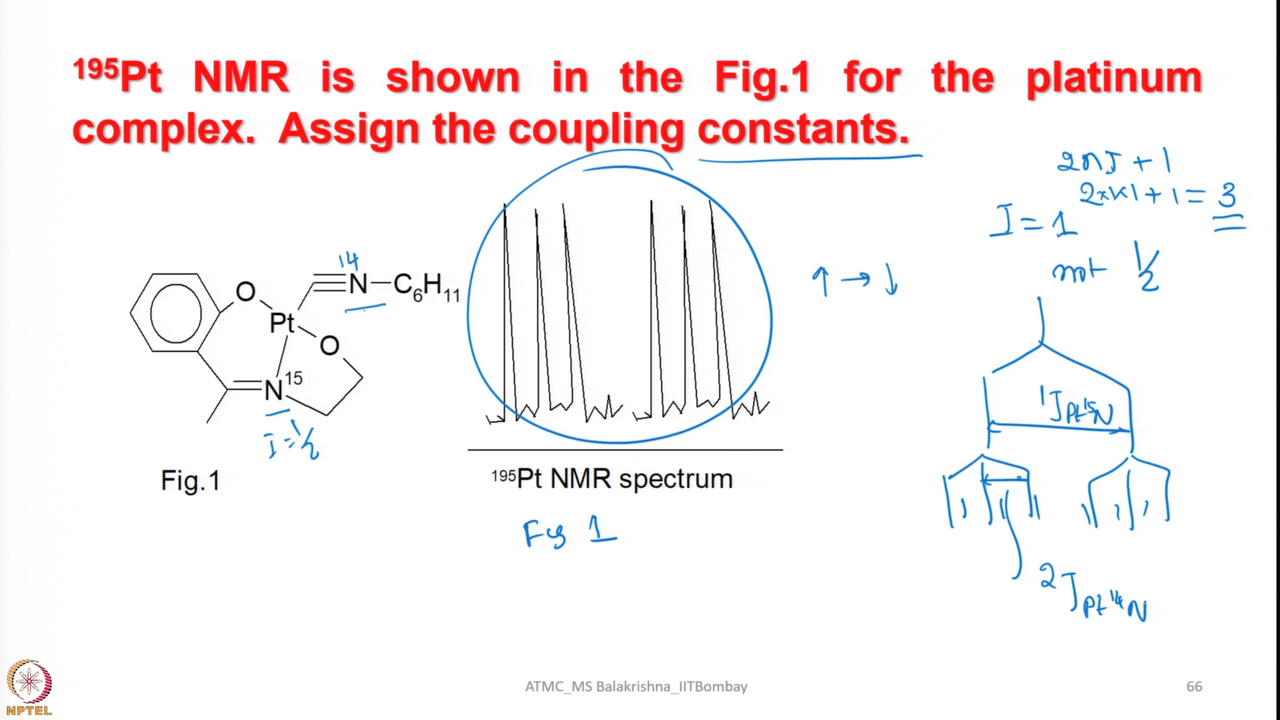 195Pt NMR is shown in the Fig.1 for the platinum
complex. Assign the coupling constants.
2nI + 1
2×1×1 + 1 = 3
I = 1
not 1/2
↑ → ↓
14
O
N–C6H11
Pt
O
N 15
I = 1/2
1JPt15N
Fig.1
195Pt NMR spectrum
Fig 1
2JPt14N
NPTEL
ATMC_MS Balakrishna_IITBombay
66